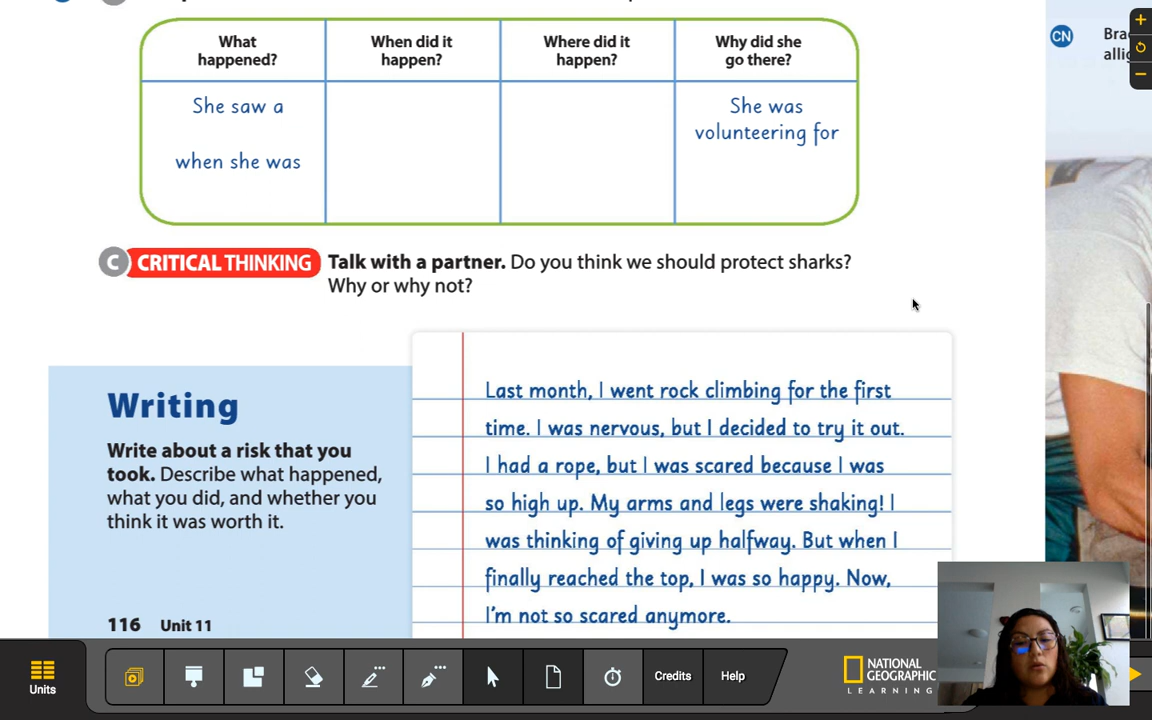 What
happened?
When did it
happen?
Where did it
happen?
Why did she
go there?
She saw a
when she was
She was
volunteering for
C CRITICAL THINKING Talk with a partner. Do you think we should protect sharks?
Why or why not?
Writing
Write about a risk that you
took. Describe what happened,
what you did, and whether you
think it was worth it.
116 Unit 11
Last month, I went rock climbing for the first
time. I was nervous, but I decided to try it out.
I had a rope, but I was scared because I was
so high up. My arms and legs were shaking! I
was thinking of giving up halfway. But when I
finally reached the top, I was so happy. Now,
I'm not so scared anymore.
CN
Units
Credits
Help
NATIONAL
GEOGRAPHIC
LEARNING